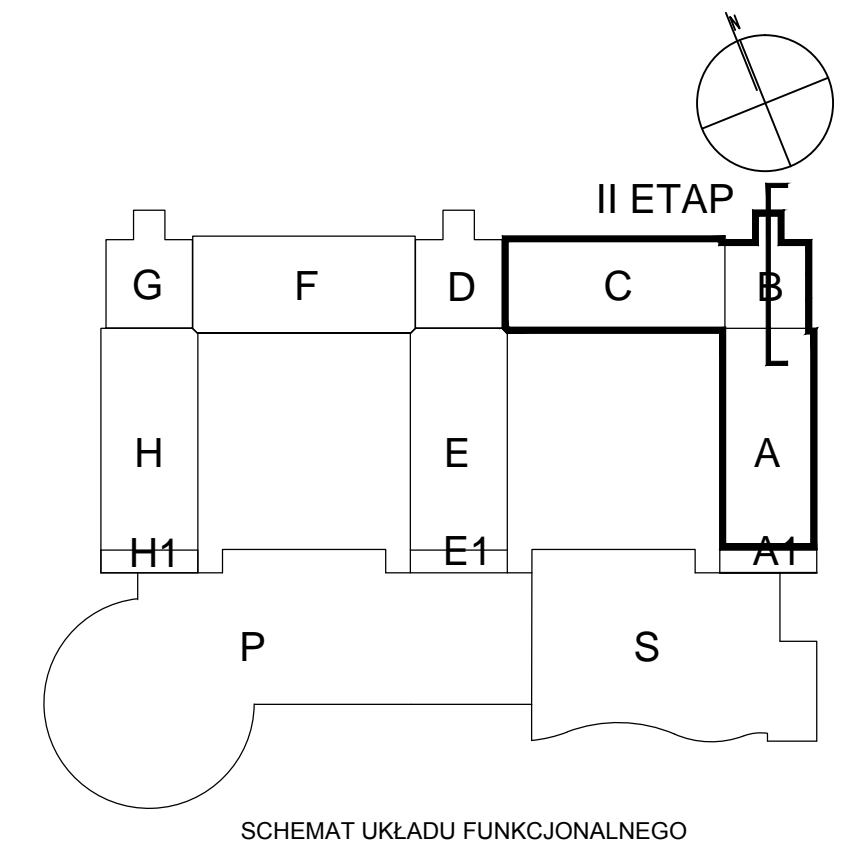 N
II ETAP
G F D C B
H E A
H1 E1 A1
P S
SCHEMAT UKŁADU FUNKCJONALNEGO